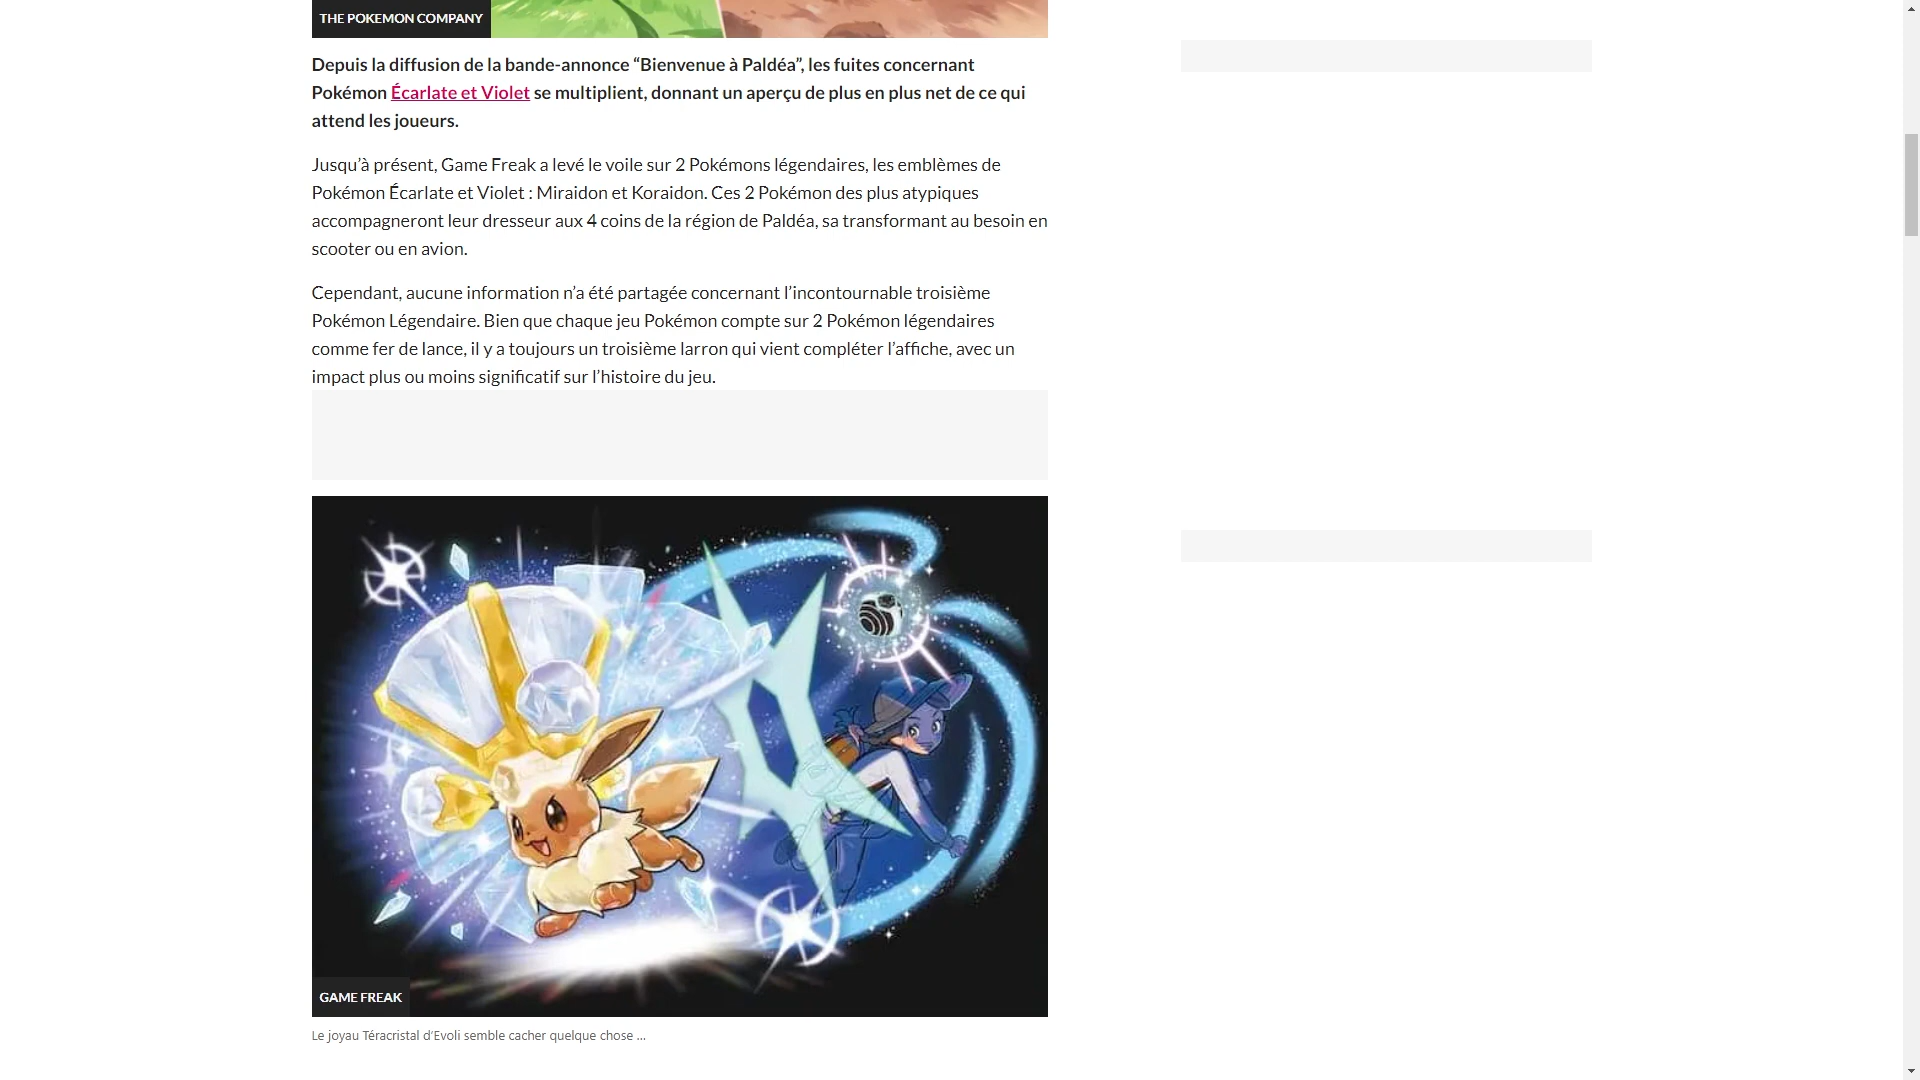 THE POKEMON COMPANY
Depuis la diffusion de la bande-annonce “Bienvenue à Paldéa”, les fuites concernant
Pokémon Écarlate et Violet se multiplient, donnant un aperçu de plus en plus net de ce qui
attend les joueurs.
Jusqu’à présent, Game Freak a levé le voile sur 2 Pokémons légendaires, les emblèmes de
Pokémon Écarlate et Violet : Miraidon et Koraidon. Ces 2 Pokémon des plus atypiques
accompagneront leur dresseur aux 4 coins de la région de Paldéa, sa transformant au besoin en
scooter ou en avion.
Cependant, aucune information n’a été partagée concernant l’incontournable troisième
Pokémon Légendaire. Bien que chaque jeu Pokémon compte sur 2 Pokémon légendaires
comme fer de lance, il y a toujours un troisième larron qui vient compléter l’affiche, avec un
impact plus ou moins significatif sur l’histoire du jeu.
GAME FREAK
Le joyau Téracristal d’Evoli semble cacher quelque chose ...